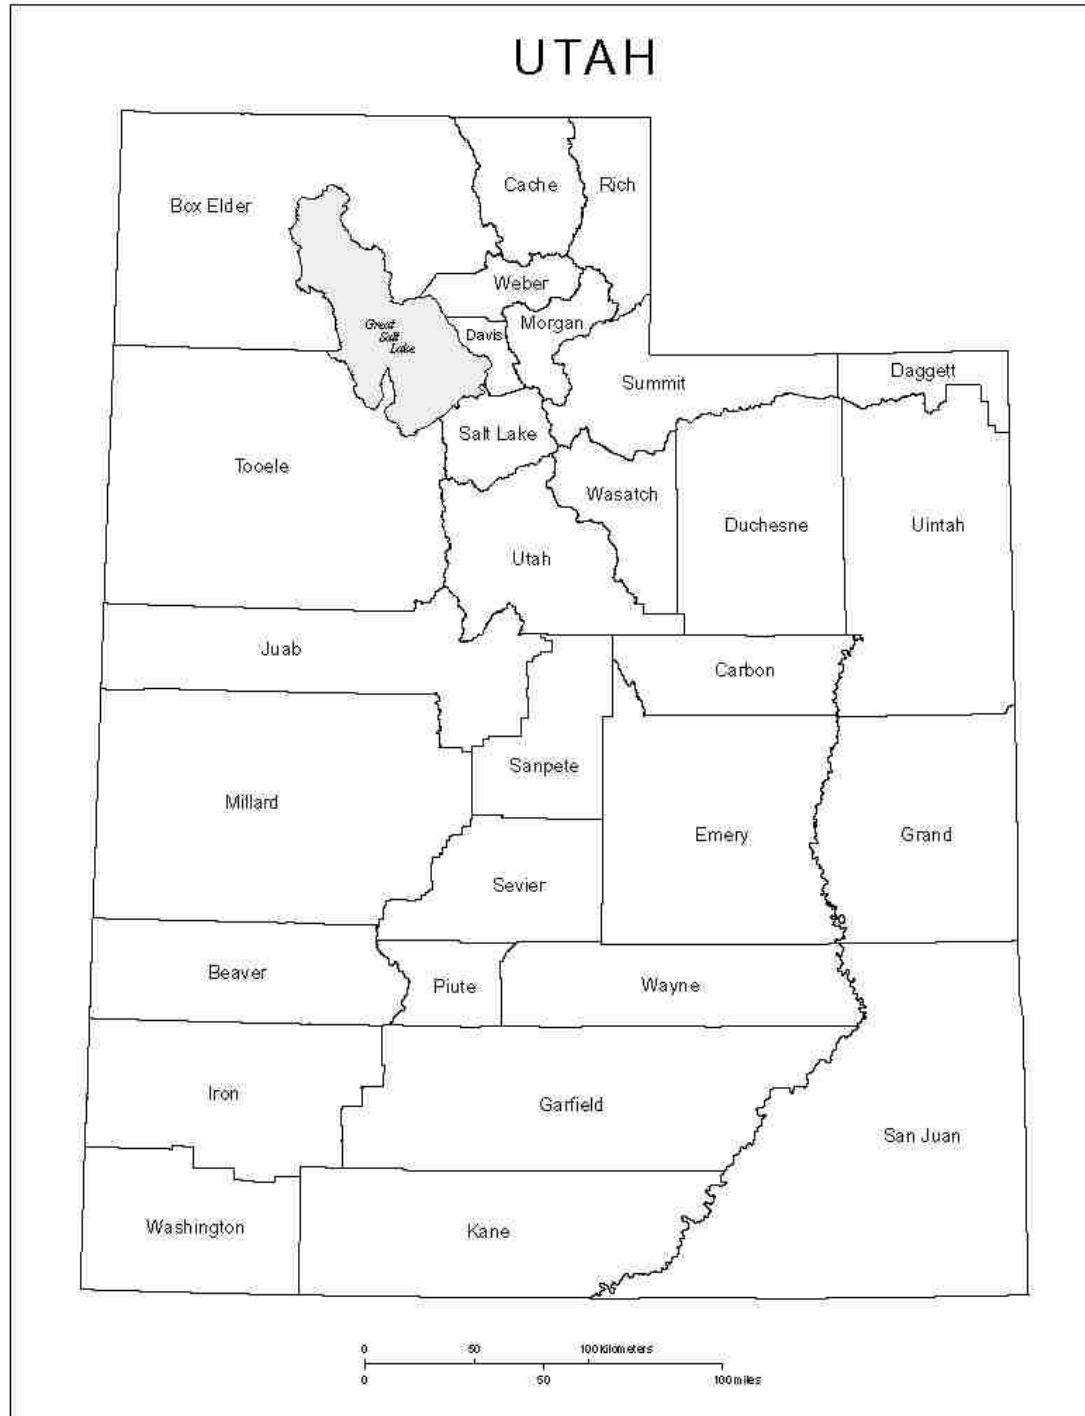 UTAH
Cache
Rich
Box Elder
Weber
Great
Salt
Lake
Morgan
Davis
Summit
Daggett
Salt Lake
Tooele
Wasatch
Duchesne
Uintah
Utah
Juab
Carbon
Sanpete
Millard
Emery
Grand
Sevier
Beaver
Piute
Wayne
Iron
Garfield
San Juan
Washington
Kane
0 50 100 Kilometers
0 50 100 miles